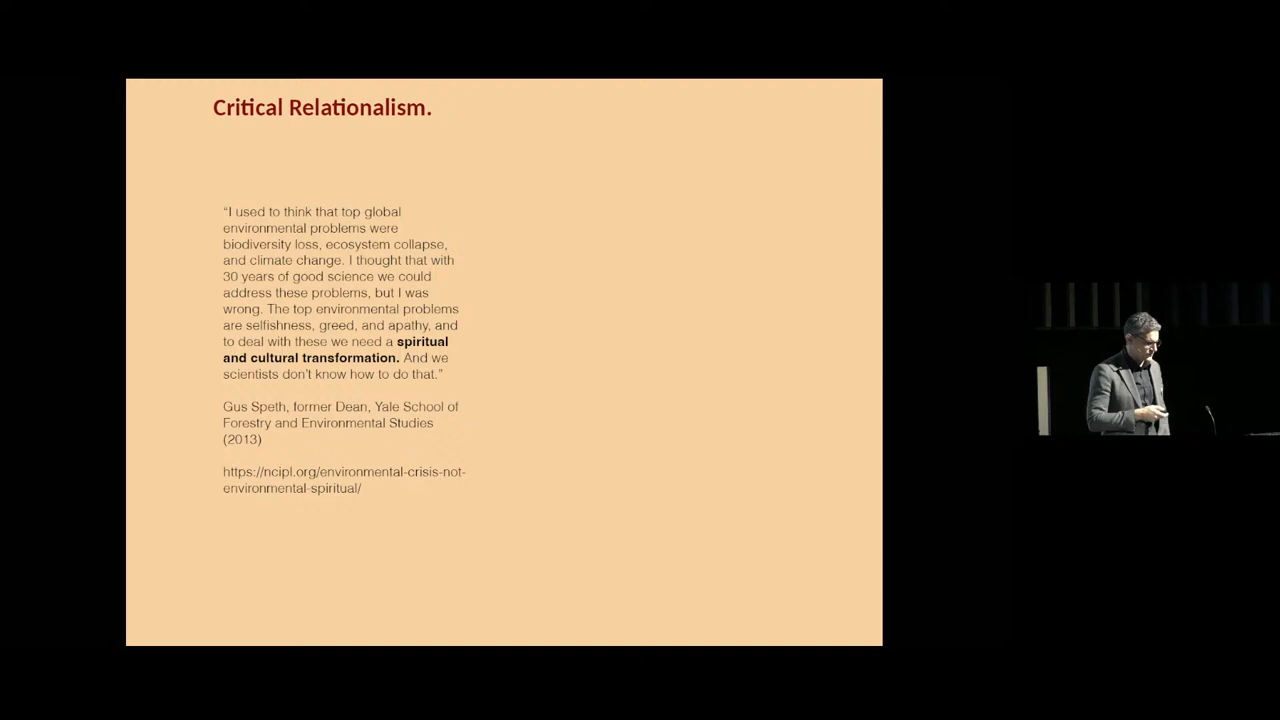 Critical Relationalism.
“I used to think that top global
environmental problems were
biodiversity loss, ecosystem collapse,
and climate change. I thought that with
30 years of good science we could
address these problems, but I was
wrong. The top environmental problems
are selfishness, greed, and apathy, and
to deal with these we need a spiritual
and cultural transformation. And we
scientists don’t know how to do that.”
Gus Speth, former Dean, Yale School of
Forestry and Environmental Studies
(2013)
https://ncipl.org/environmental-crisis-not-
environmental-spiritual/